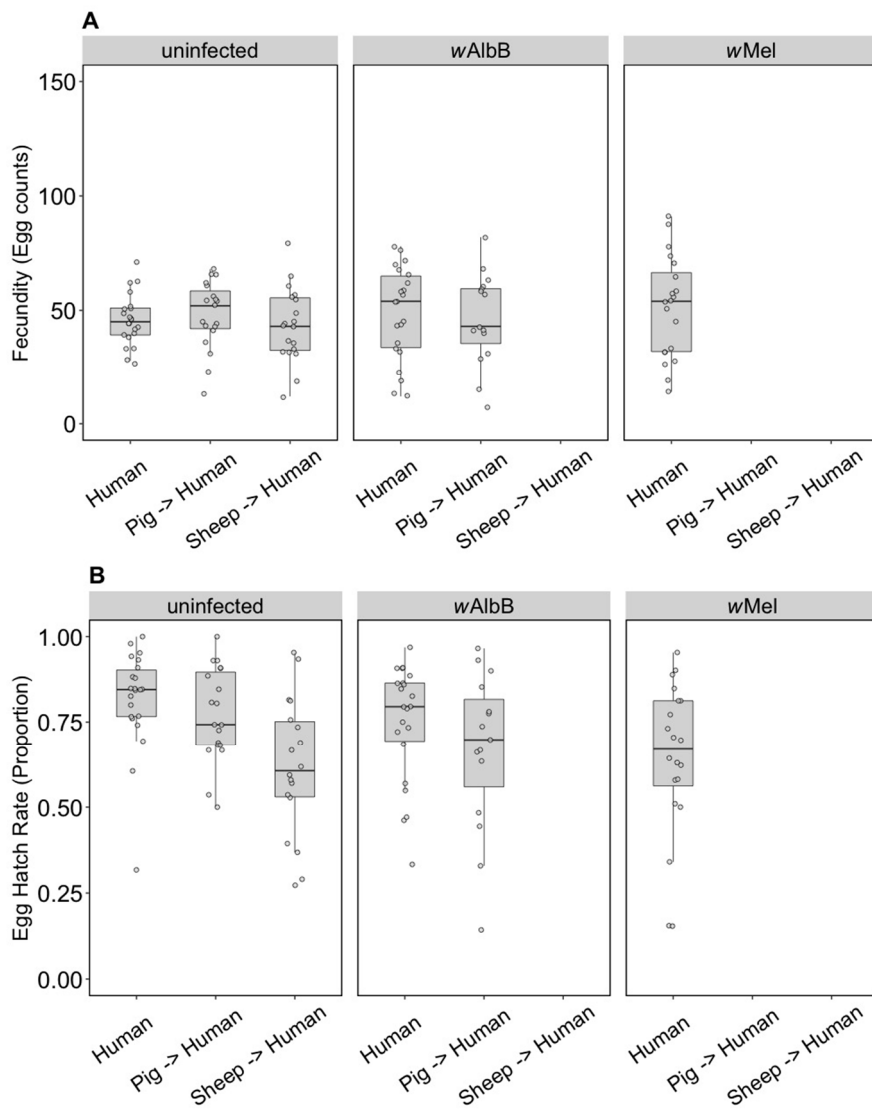 A
uninfected wAlbB wMel
150
100
50
0
Fecundity (Egg counts)
Human Pig -> Human Sheep -> Human Human Pig -> Human Sheep -> Human Human Pig -> Human Sheep -> Human
B
uninfected wAlbB wMel
1.00
0.75
0.50
0.25
0.00
Egg Hatch Rate (Proportion)
Human Pig -> Human Sheep -> Human Human Pig -> Human Sheep -> Human Human Pig -> Human Sheep -> Human